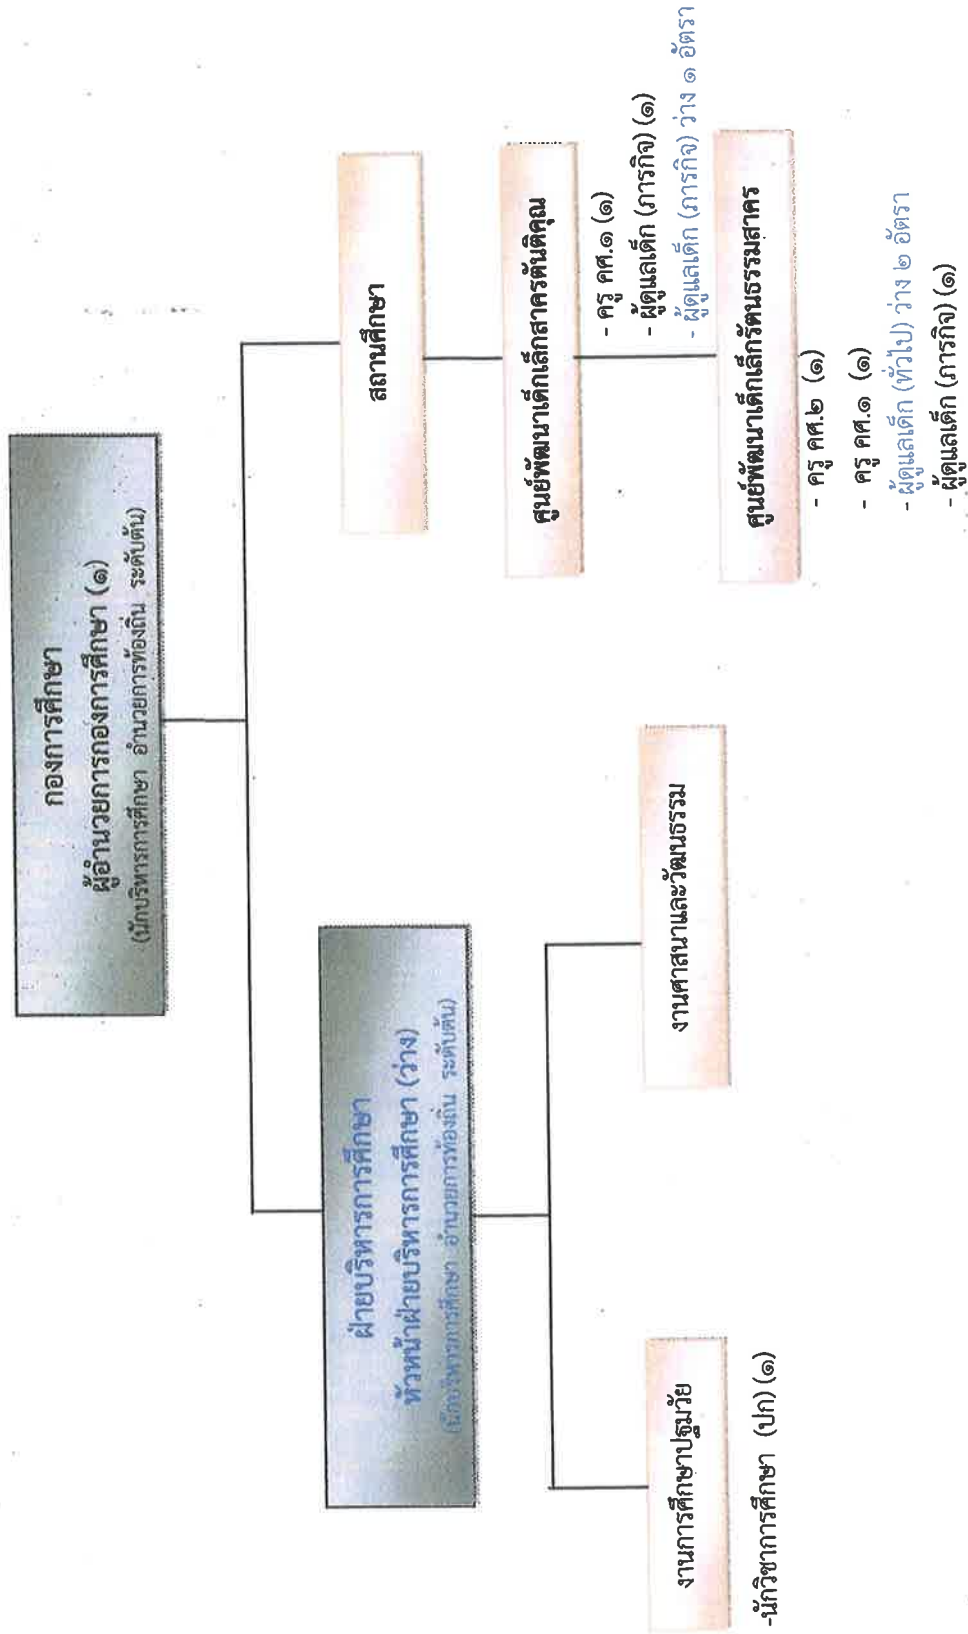 กองการศึกษา
ผู้อำนวยการกองการศึกษา (๑)
(นักบริหารการศึกษา อำนวยการท้องถิ่น ระดับต้น)
ฝ่ายบริหารการศึกษา
หัวหน้าฝ่ายบริหารการศึกษา (ว่าง)
(นักบริหารการศึกษา อำนวยการท้องถิ่น ระดับต้น)
งานการศึกษาปฐมวัย
-นักวิชาการศึกษา (ปก) (๑)
งานศาสนาและวัฒนธรรม
สถานศึกษา
ศูนย์พัฒนาเด็กเล็กสาครตันติคุณ
- ครู คศ.๑ (๑)
- ผู้ดูแลเด็ก (ภารกิจ) (๑)
- ผู้ดูแลเด็ก (ภารกิจ) ว่าง ๑ อัตรา
ศูนย์พัฒนาเด็กเล็กรัตนธรรมสาคร
- ครู คศ.๒ (๑)
- ครู คศ.๑ (๑)
- ผู้ดูแลเด็ก (ทั่วไป) ว่าง ๒ อัตรา
- ผู้ดูแลเด็ก (ภารกิจ) (๑)